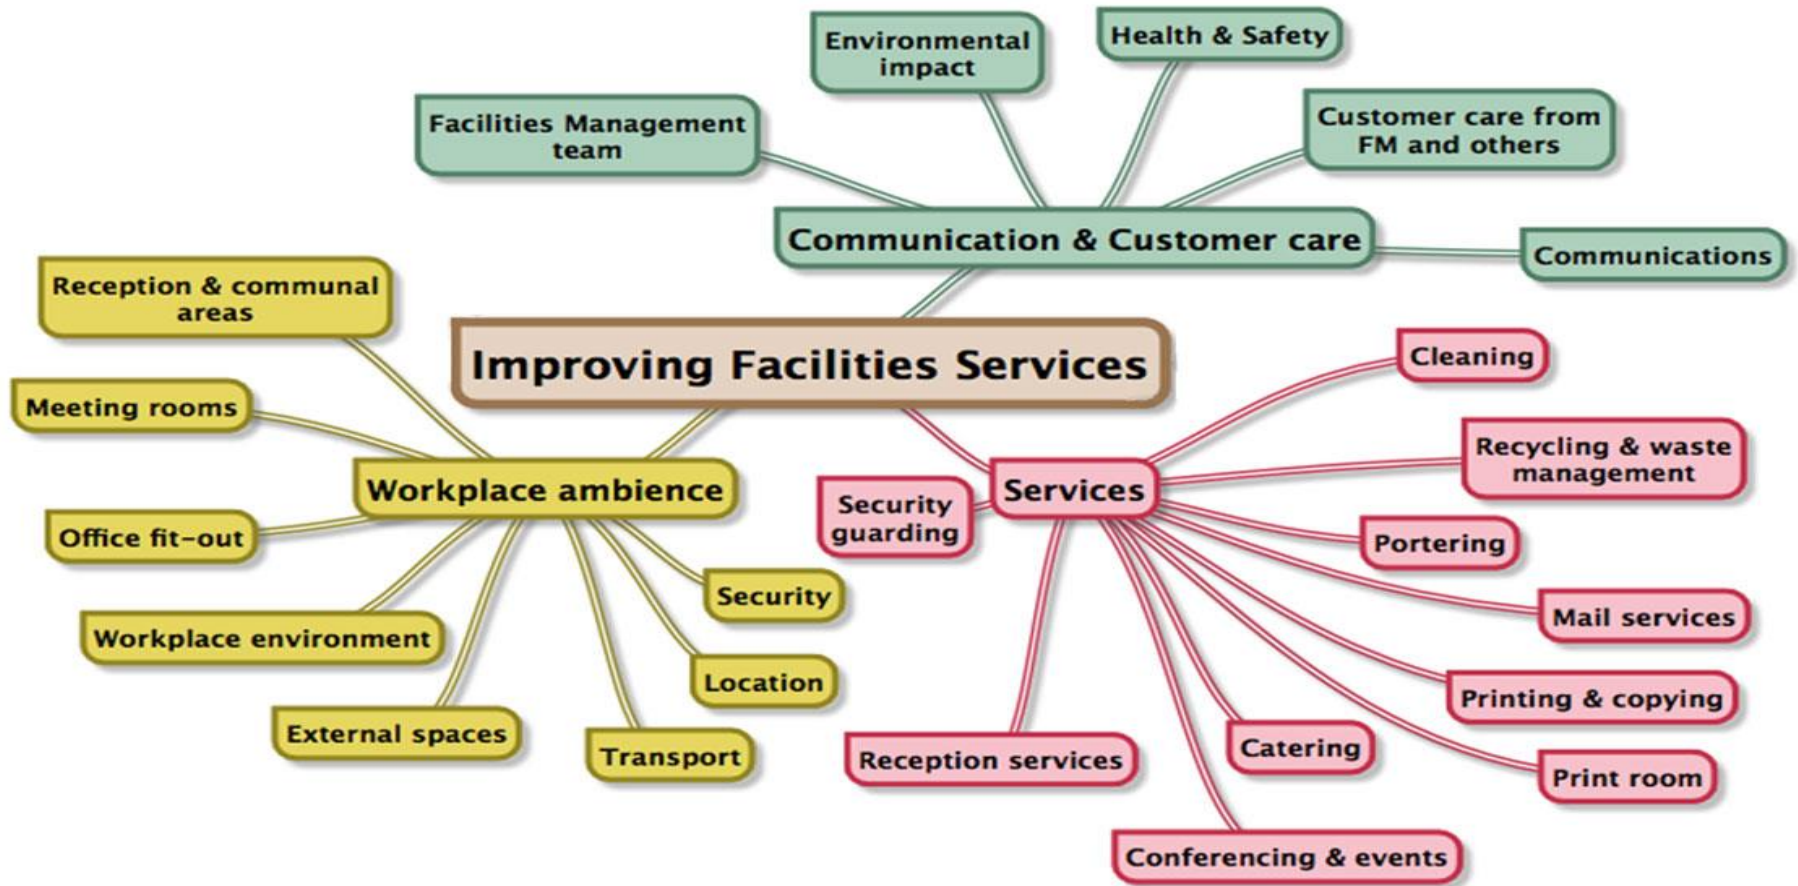 Environmental
impact
Health & Safety
Facilities Management
team
Customer care from
FM and others
Communication & Customer care
Communications
Reception & communal
areas
Improving Facilities Services
Cleaning
Meeting rooms
Recycling & waste
management
Workplace ambience
Services
Security
guarding
Office fit-out
Portering
Security
Mail services
Workplace environment
Location
Printing & copying
External spaces
Transport
Reception services
Catering
Print room
Conferencing & events